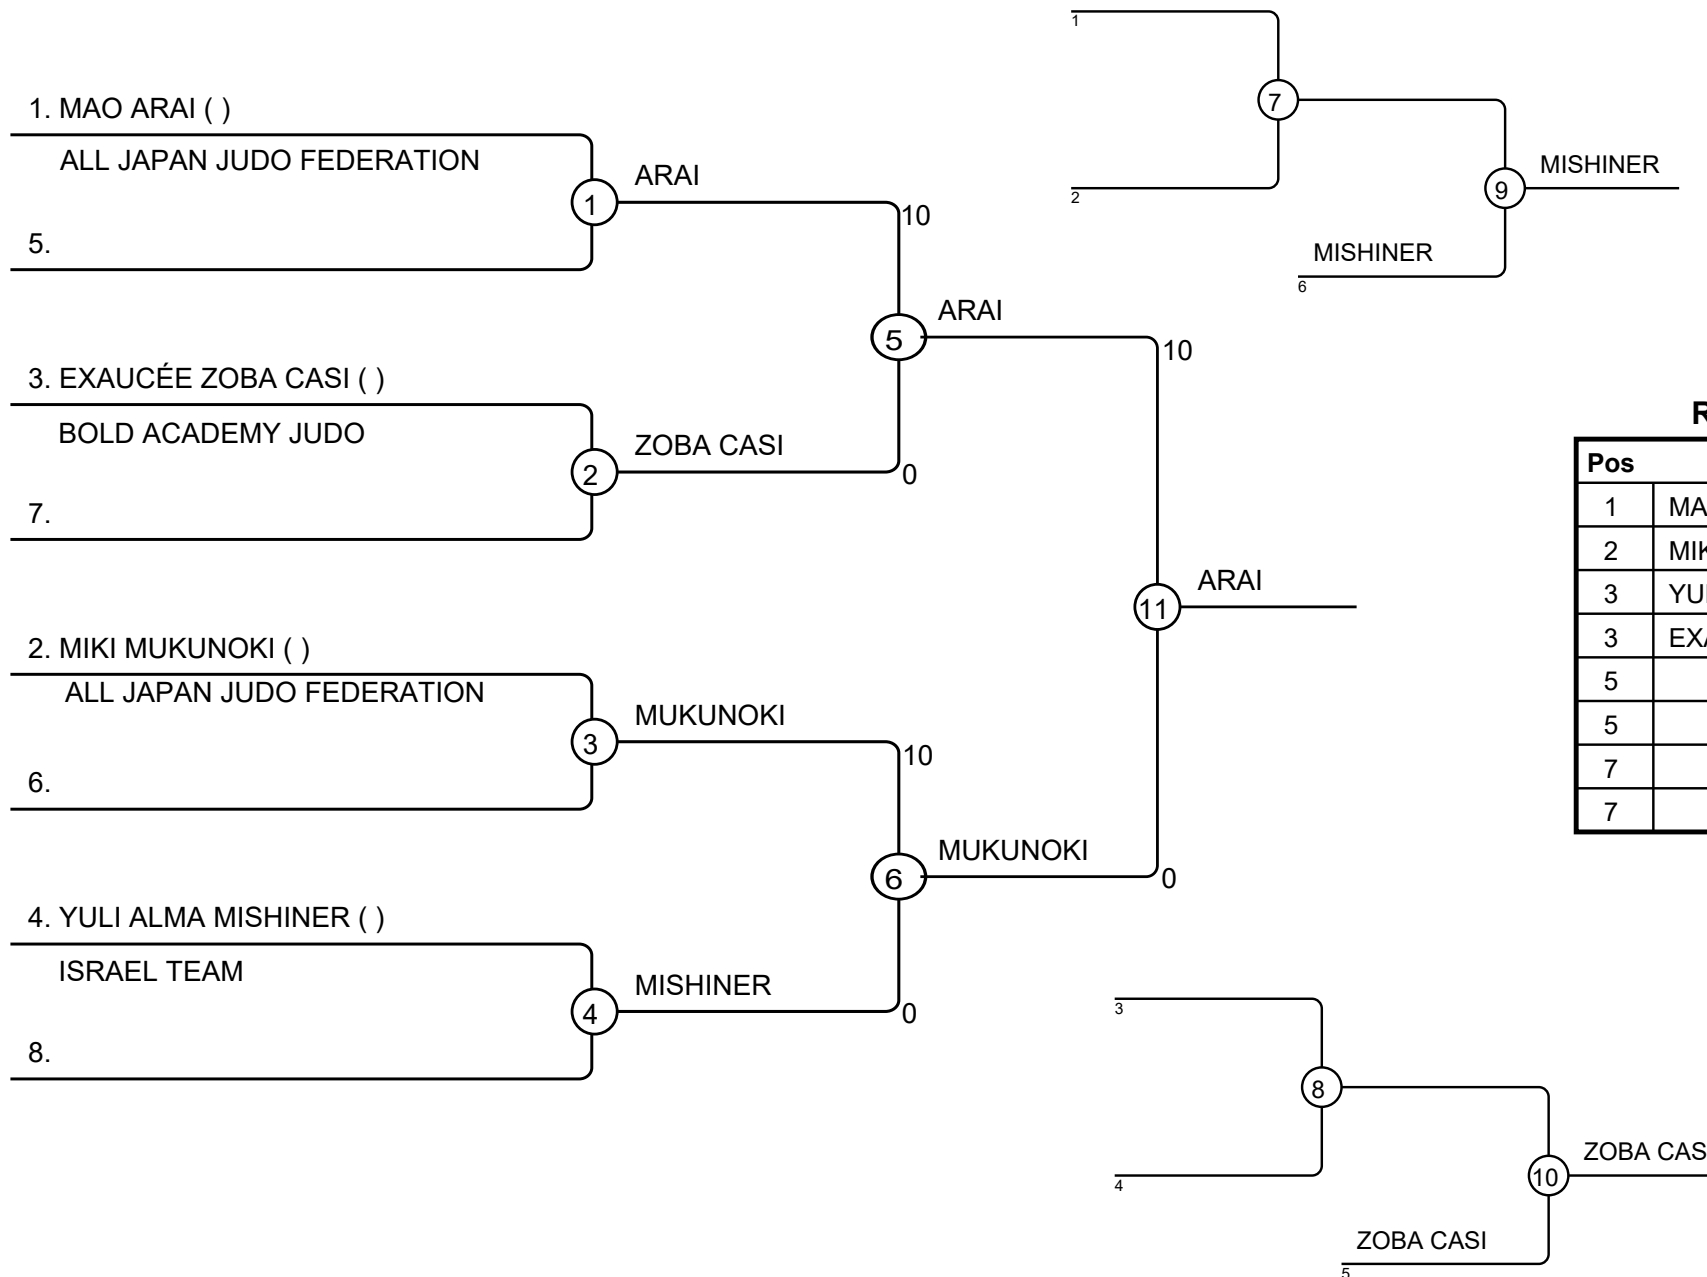 1
7
2
9
MISHINER
MISHINER
6
1. MAO ARAI ( )
ALL JAPAN JUDO FEDERATION
5.
1
ARAI
10
3. EXAUCÉE ZOBA CASI ( )
BOLD ACADEMY JUDO
7.
2
ZOBA CASI
0
5
ARAI
10
2. MIKI MUKUNOKI ( )
ALL JAPAN JUDO FEDERATION
6.
3
MUKUNOKI
10
4. YULI ALMA MISHINER ( )
ISRAEL TEAM
8.
4
MISHINER
0
6
MUKUNOKI
0
11
ARAI
Pos
1 MA
2 MIK
3 YUI
3 EXA
5
5
7
7
3
8
4
10
ZOBA CAS
ZOBA CASI
5